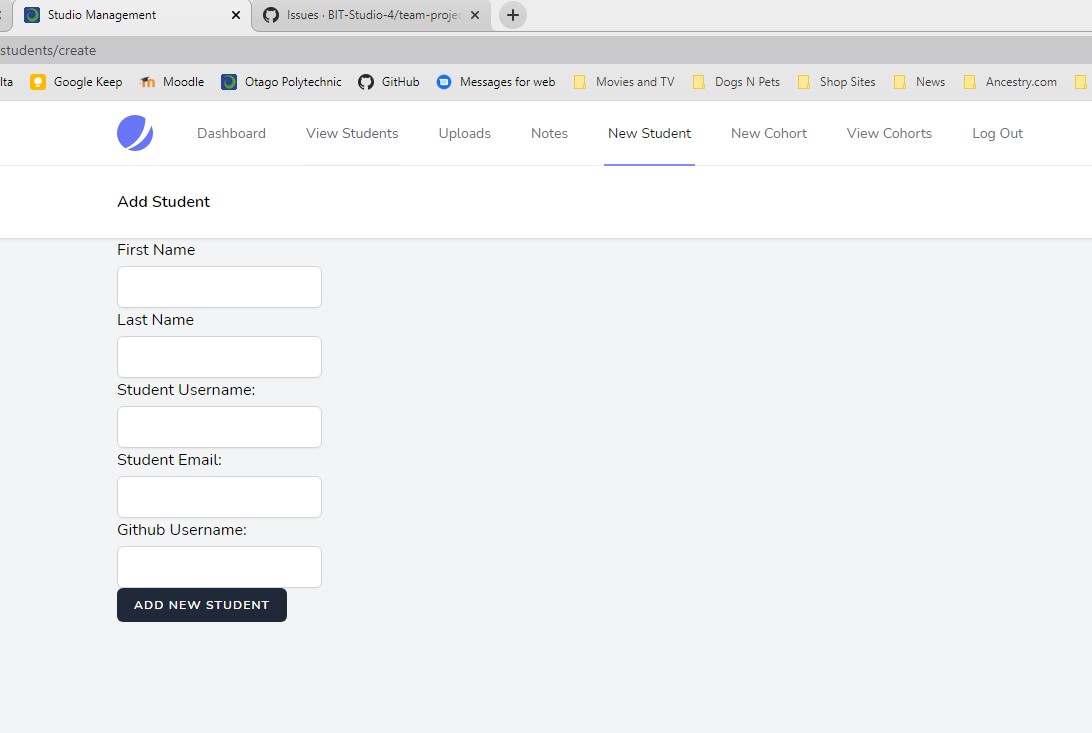 Studio Management
Issues · BIT-Studio-4/team-proje
students/create
lta Google Keep Moodle Otago Polytechnic GitHub Messages for web Movies and TV Dogs N Pets Shop Sites News Ancestry.com
Dashboard View Students Uploads Notes New Student New Cohort View Cohorts Log Out
Add Student
First Name
Last Name
Student Username:
Student Email:
Github Username:
ADD NEW STUDENT